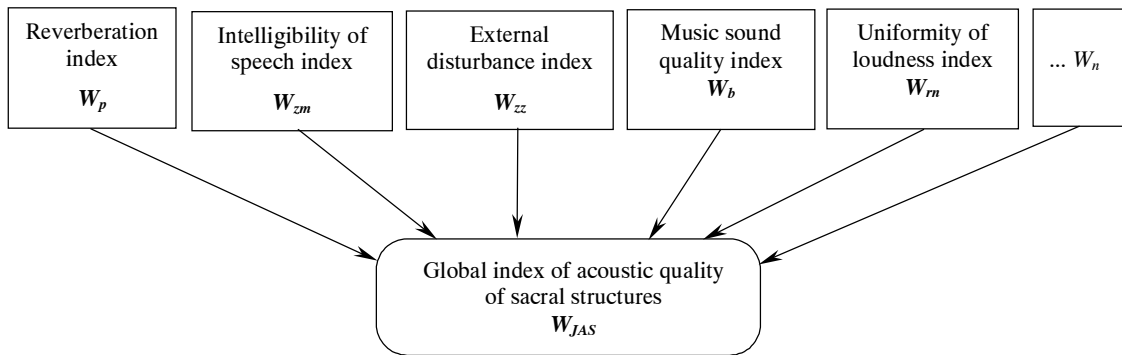 Reverberation
index
W_p
Intelligibility of
speech index
W_zm
External
disturbance index
W_zz
Music sound
quality index
W_b
Uniformity of
loudness index
W_rn
... W_n
Global index of acoustic quality
of sacral structures
W_JAS